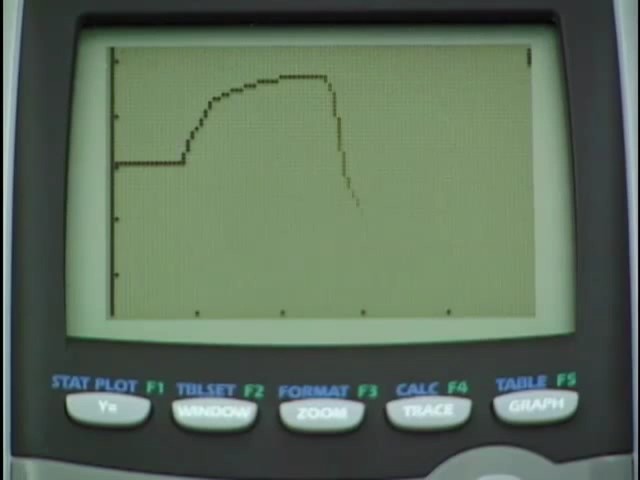 STAT PLOT F1 TBLSET F2 FORMAT F3 CALC F4 TABLE F5
Y= WINDOW ZOOM TRACE GRAPH